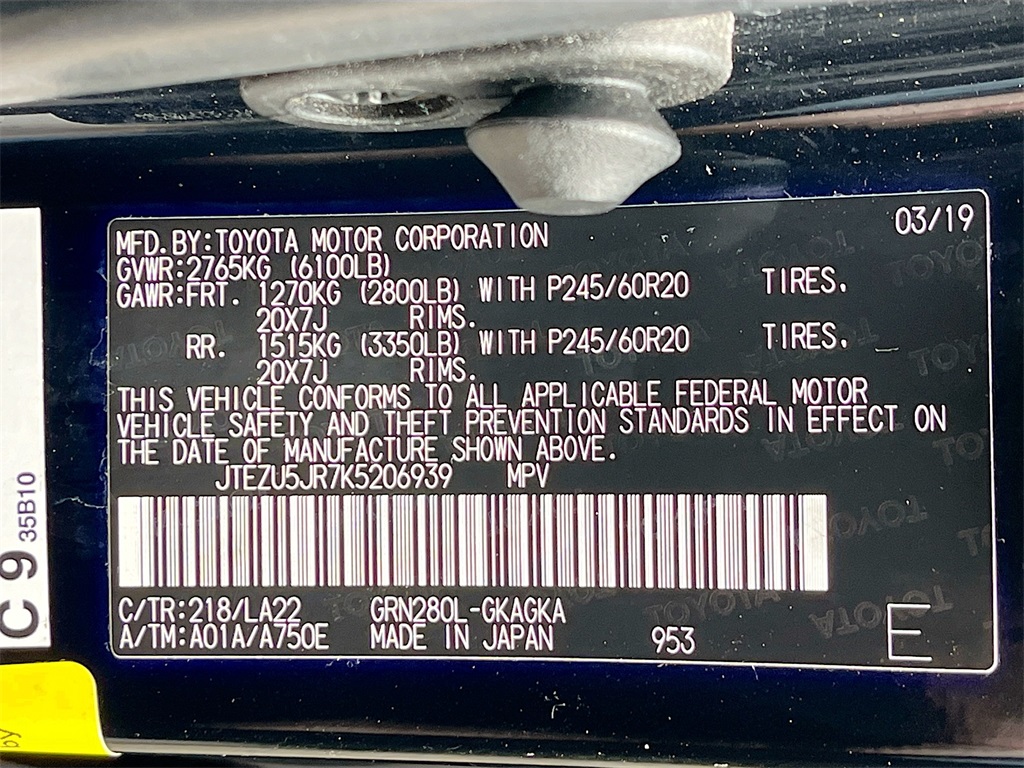 03/19
MFD.BY:TOYOTA MOTOR CORPORATION
GVWR:2765KG (6100LB)
GAWR:FRT. 1270KG (2800LB) WITH P245/60R20 TIRES.
20X7J RIMS.
RR. 1515KG (3350LB) WITH P245/60R20 TIRES.
20X7J RIMS.
THIS VEHICLE CONFORMS TO ALL APPLICABLE FEDERAL MOTOR
VEHICLE SAFETY AND THEFT PREVENTION STANDARDS IN EFFECT ON
THE DATE OF MANUFACTURE SHOWN ABOVE.
JTEZU5JR7K5206939 MPV
C/TR:218/LA22 GRN280L-GKAGKA
A/TM:A01A/A750E MADE IN JAPAN 953 E
C 9 35B10
by